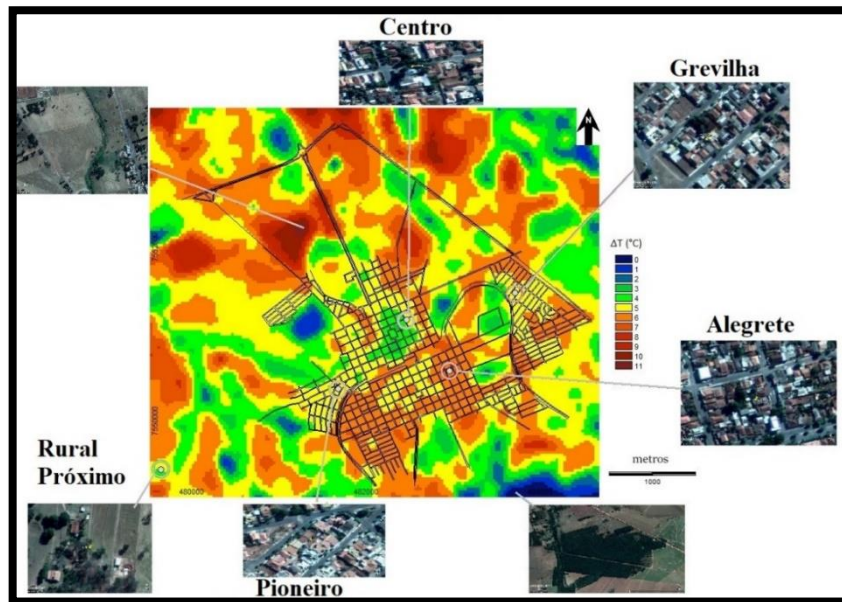 Centro
Grevilha
N
ΔT (°C)
0
1
2
3
4
5
6
7
8
9
10
11
Alegrete
Rural
Próximo
7550000
480000
482000
metros
1000
Pioneiro